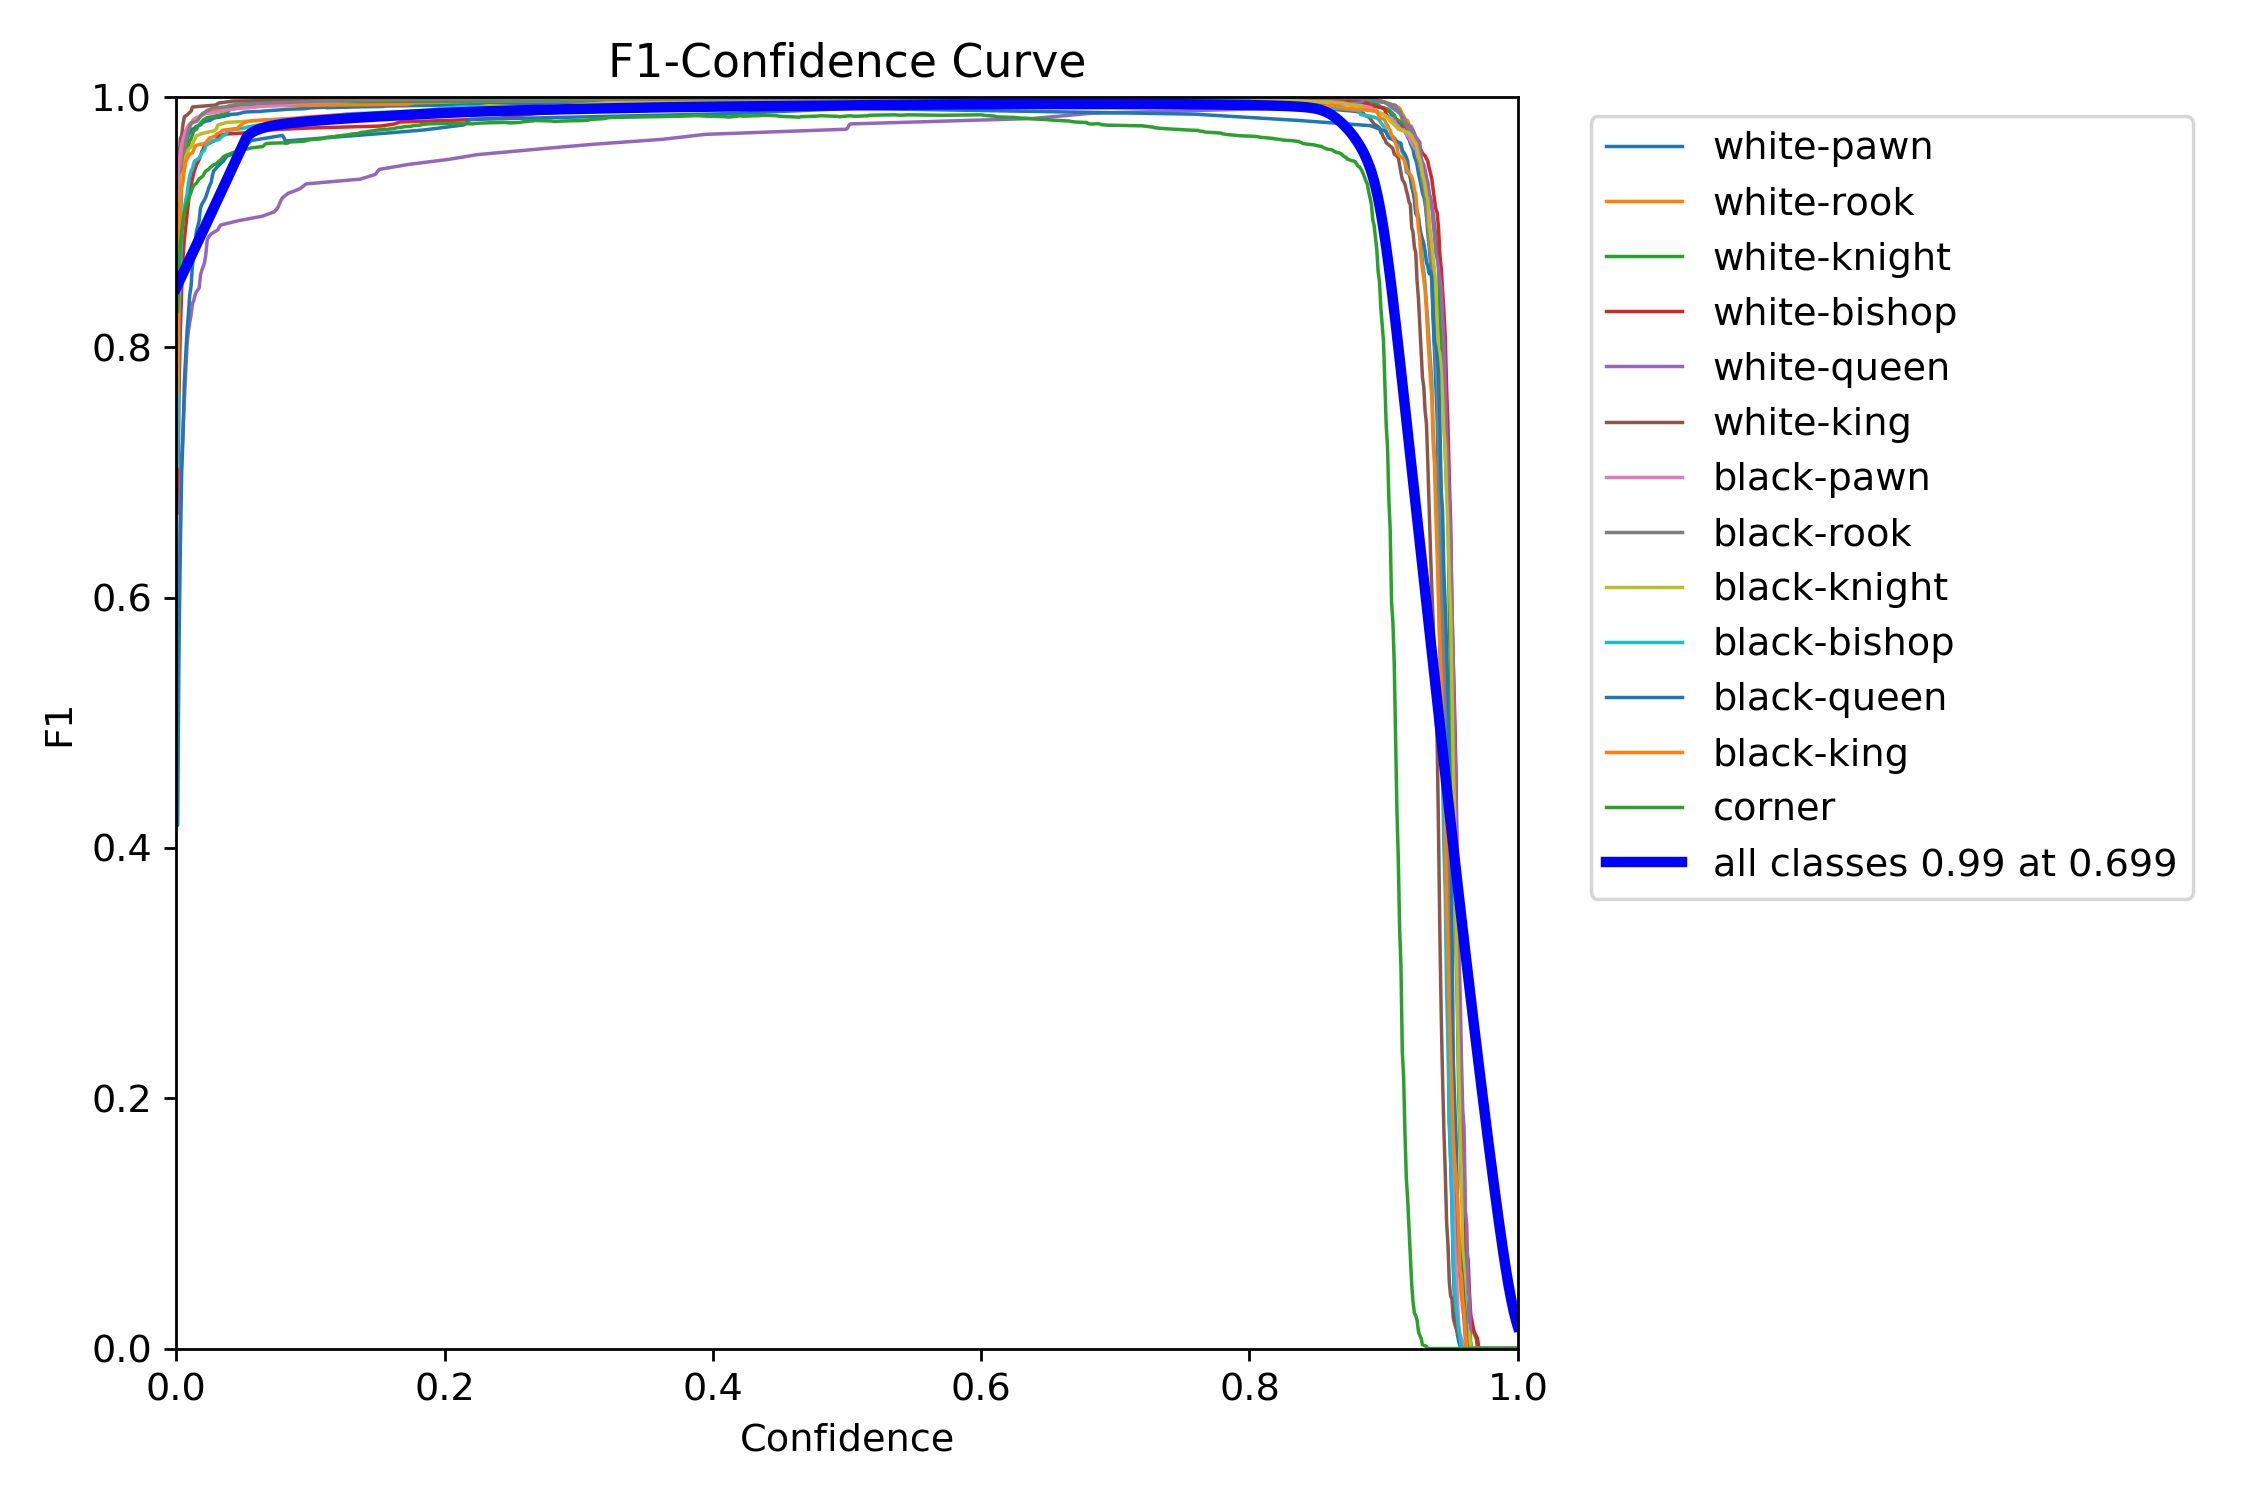 F1-Confidence Curve
1.0
0.8
0.6
0.4
0.2
0.0
F1
0.0 0.2 0.4 0.6 0.8 1.0
Confidence
white-pawn
white-rook
white-knight
white-bishop
white-queen
white-king
black-pawn
black-rook
black-knight
black-bishop
black-queen
black-king
corner
all classes 0.99 at 0.699